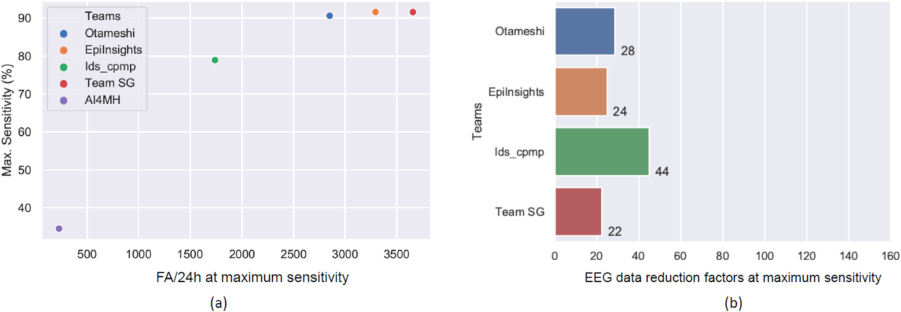 Max. Sensitivity (%)
90
80
70
60
50
40
Teams
Otameshi
EpiInsights
Ids_cpmp
Team SG
AI4MH
500
1000
1500
2000
2500
3000
3500
FA/24h at maximum sensitivity
(a)
Teams
Otameshi
28
EpiInsights
24
Ids_cpmp
44
Team SG
22
0
20
40
60
80
100
120
140
160
EEG data reduction factors at maximum sensitivity
(b)